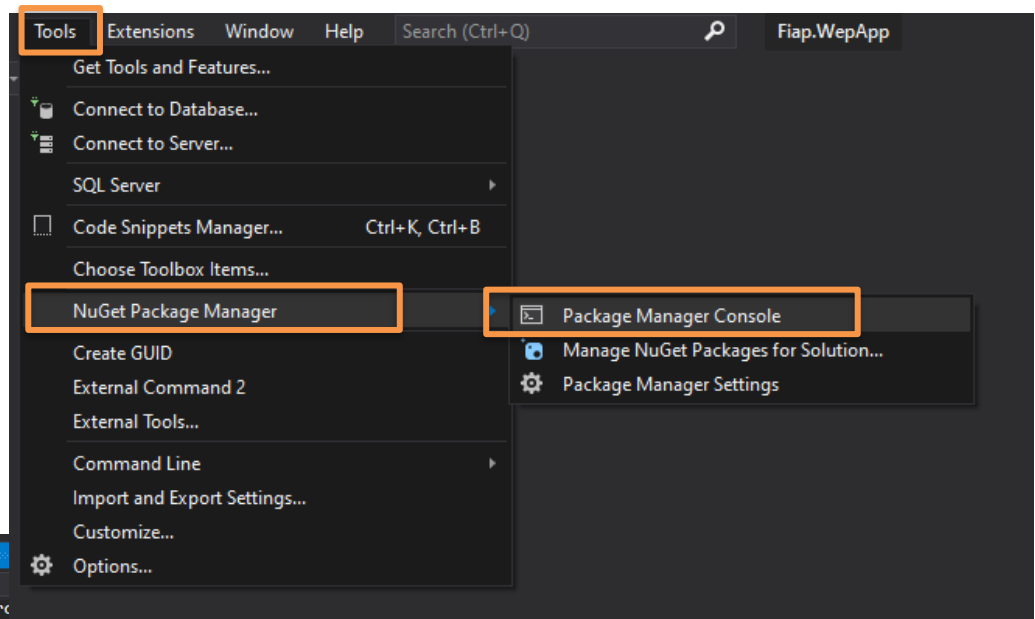 Tools Extensions Window Help Search (Ctrl+Q) Fiap.WepApp
Get Tools and Features...
Connect to Database...
Connect to Server...
SQL Server
Code Snippets Manager... Ctrl+K, Ctrl+B
Choose Toolbox Items...
NuGet Package Manager
Package Manager Console
Manage NuGet Packages for Solution...
Package Manager Settings
Create GUID
External Command 2
External Tools...
Command Line
Import and Export Settings...
Customize...
Options...